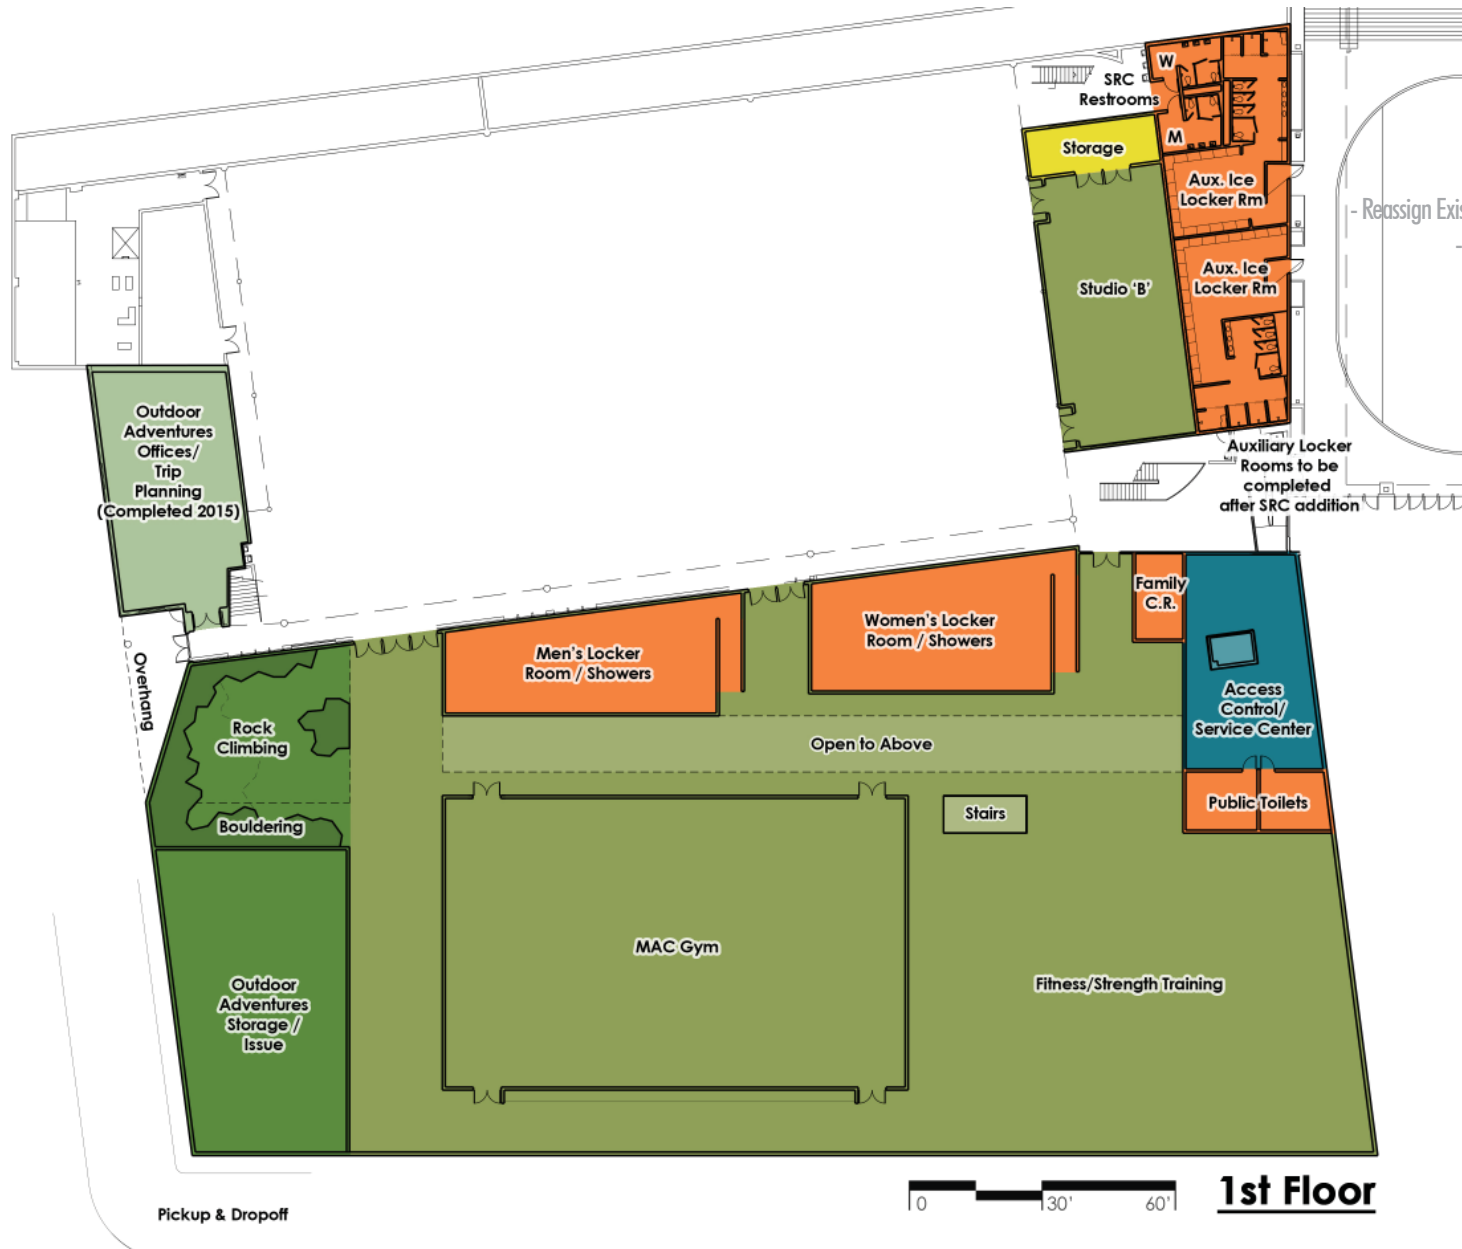 W
SRC
Restrooms
M
Storage
Aux. Ice
Locker Rm
- Reassign Exis
-
Aux. Ice
Locker Rm
Studio 'B'
Outdoor
Adventures
Offices/
Trip
Planning
(Completed 2015)
Auxiliary Locker
Rooms to be
completed
after SRC addition
Family
C.R.
Women's Locker
Room / Showers
Men's Locker
Room / Showers
Overhang
Access
Control/
Service Center
Rock
Climbing
Open to Above
Public Toilets
Stairs
Bouldering
MAC Gym
Fitness/Strength Training
Outdoor
Adventures
Storage /
Issue
0 30' 60'
1st Floor
Pickup & Dropoff